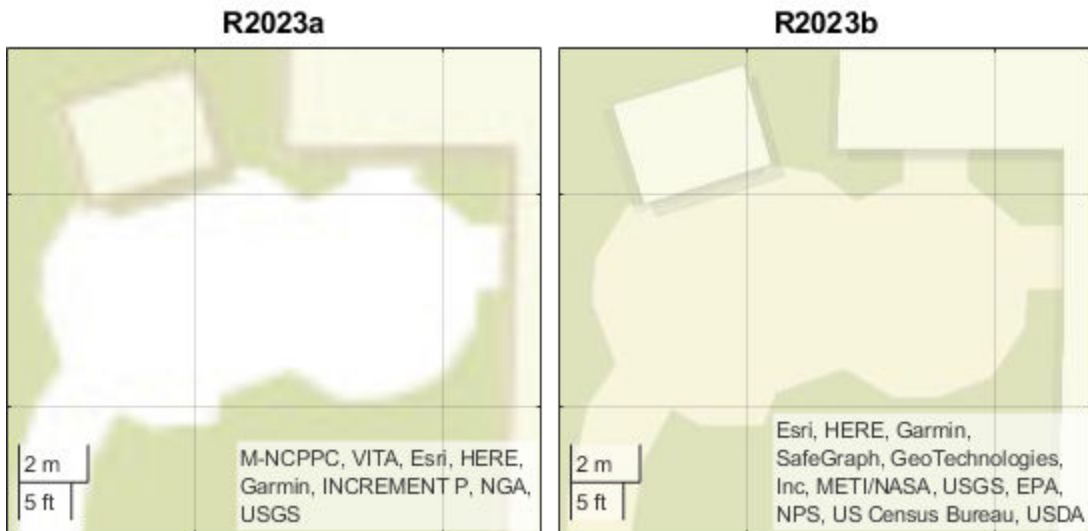 R2023a
R2023b
2 m
5 ft
M-NCPPC, VITA, Esri, HERE,
Garmin, INCREMENT P, NGA,
USGS
2 m
5 ft
Esri, HERE, Garmin,
SafeGraph, GeoTechnologies,
Inc, METI/NASA, USGS, EPA,
NPS, US Census Bureau, USDA